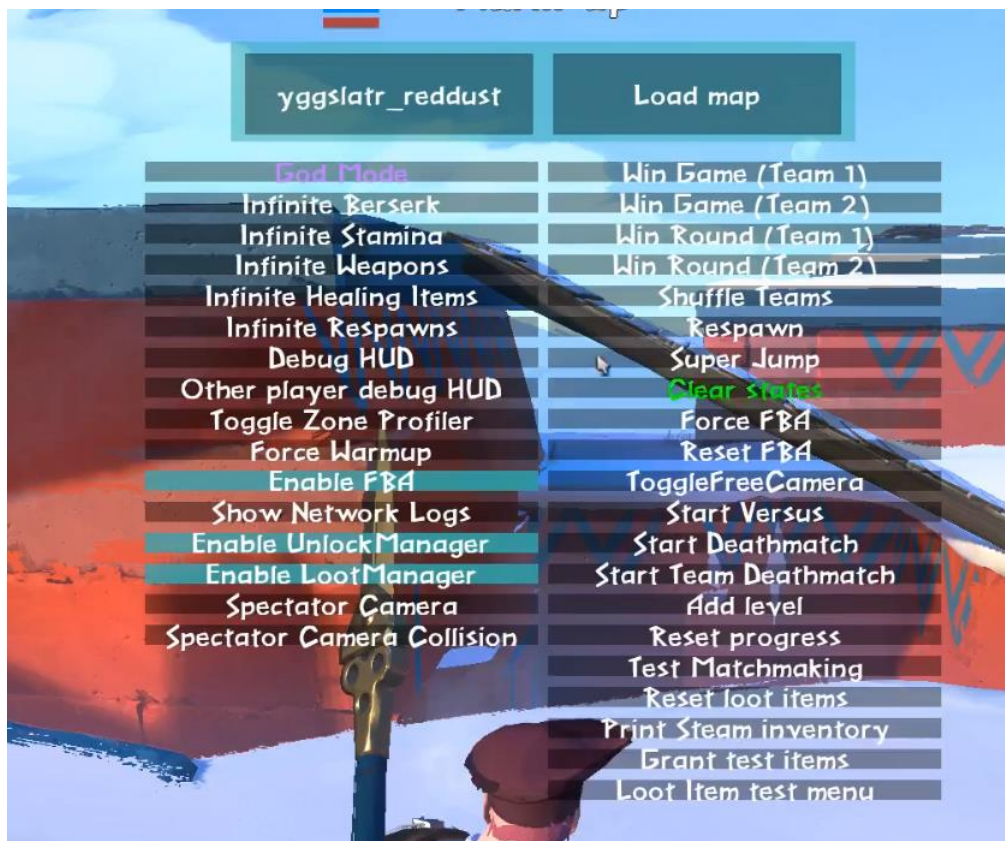 yggslatr_reddust
Load map
God Mode
Infinite Berserk
Infinite Stamina
Infinite Weapons
Infinite Healing Items
Infinite Respawns
Debug HUD
Other player debug HUD
Toggle Zone Profiler
Force Warmup
Enable FBA
Show Network Logs
Enable UnlockManager
Enable LootManager
Spectator Camera
Spectator Camera Collision
Win Game (Team 1)
Win Game (Team 2)
Win Round (Team 1)
Win Round (Team 2)
Shuffle Teams
Respawn
Super Jump
Clear states
Force FBA
Reset FBA
ToggleFreeCamera
Start Versus
Start Deathmatch
Start Team Deathmatch
Add level
Reset progress
Test Matchmaking
Reset loot items
Print Steam inventory
Grant test items
Loot Item test menu